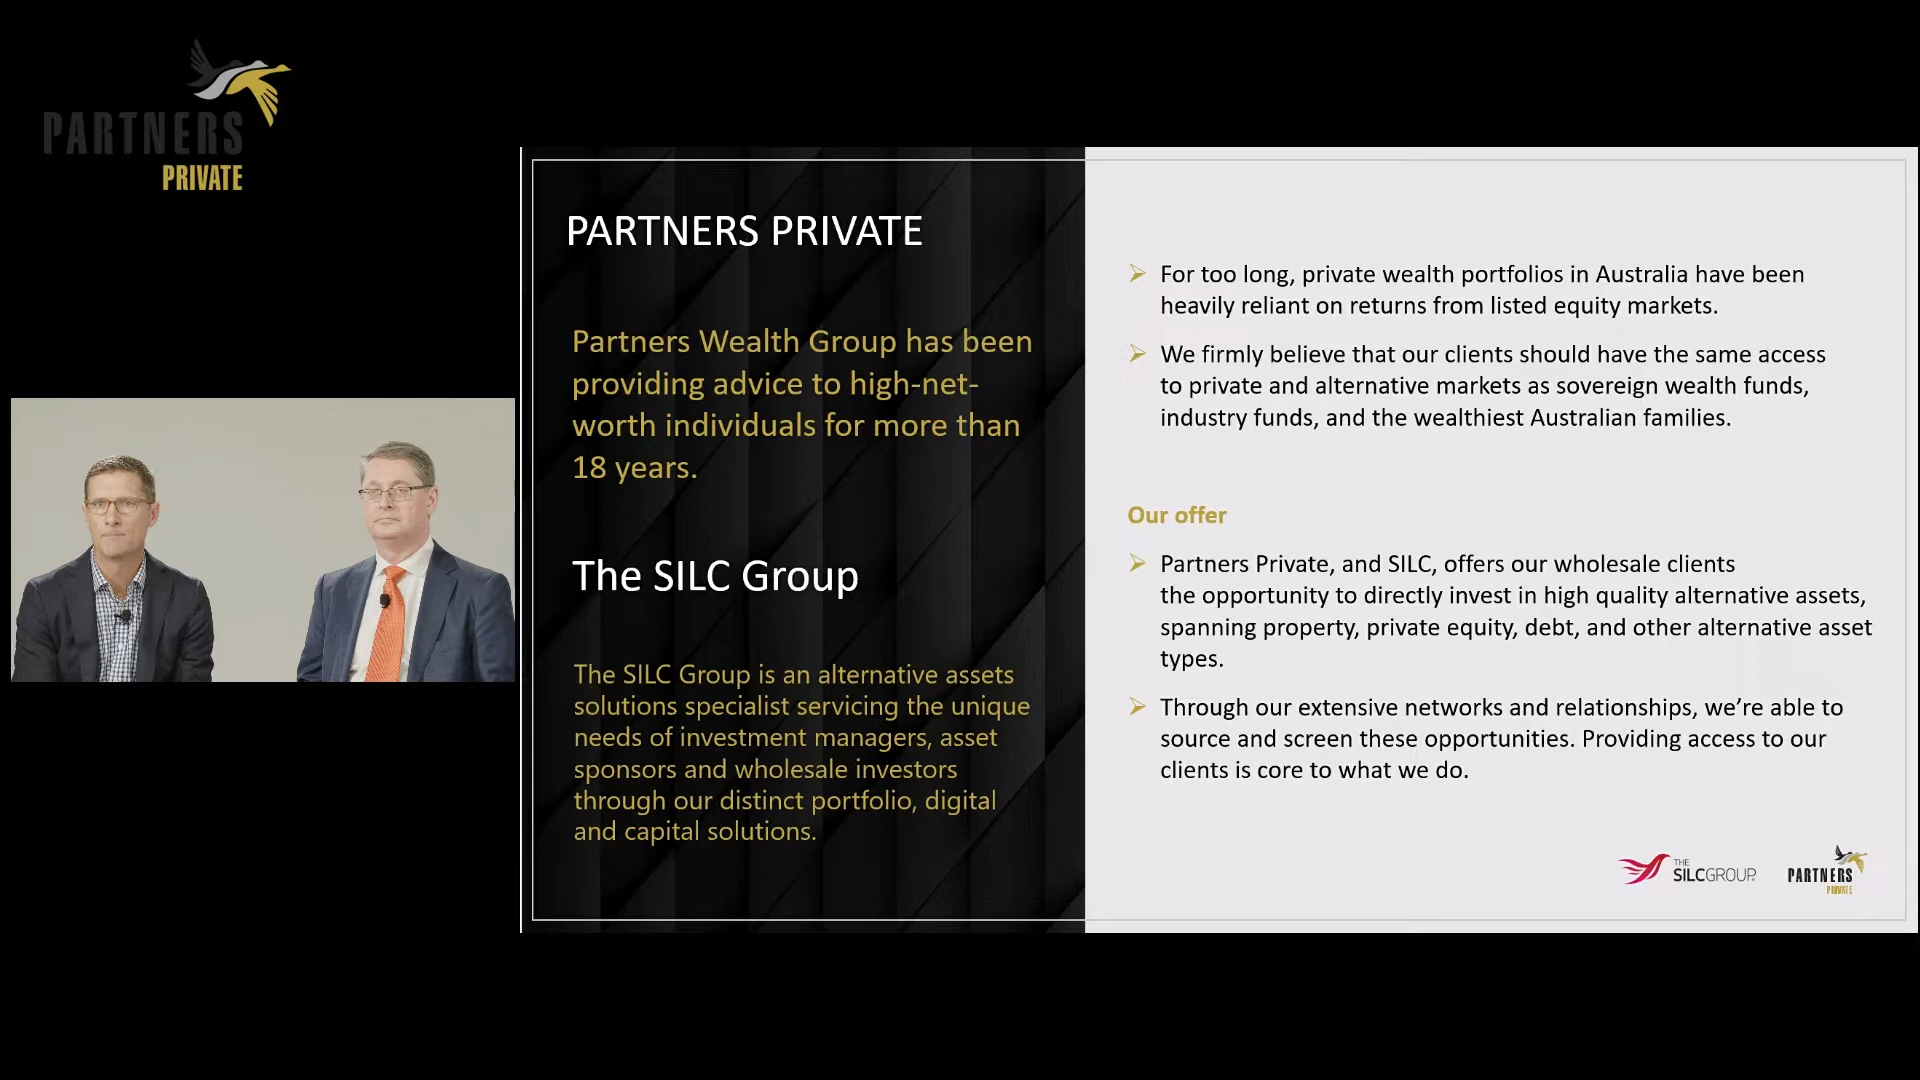 PARTNERS
PRIVATE
PARTNERS PRIVATE
Partners Wealth Group has been
providing advice to high-net-
worth individuals for more than
18 years.
The SILC Group
The SILC Group is an alternative assets
solutions specialist servicing the unique
needs of investment managers, asset
sponsors and wholesale investors
through our distinct portfolio, digital
and capital solutions.
For too long, private wealth portfolios in Australia have been
heavily reliant on returns from listed equity markets.
We firmly believe that our clients should have the same access
to private and alternative markets as sovereign wealth funds,
industry funds, and the wealthiest Australian families.
Our offer
Partners Private, and SILC, offers our wholesale clients
the opportunity to directly invest in high quality alternative assets,
spanning property, private equity, debt, and other alternative asset
types.
Through our extensive networks and relationships, we’re able to
source and screen these opportunities. Providing access to our
clients is core to what we do.
THE
SILCGROUP
PARTNERS
PRIVATE